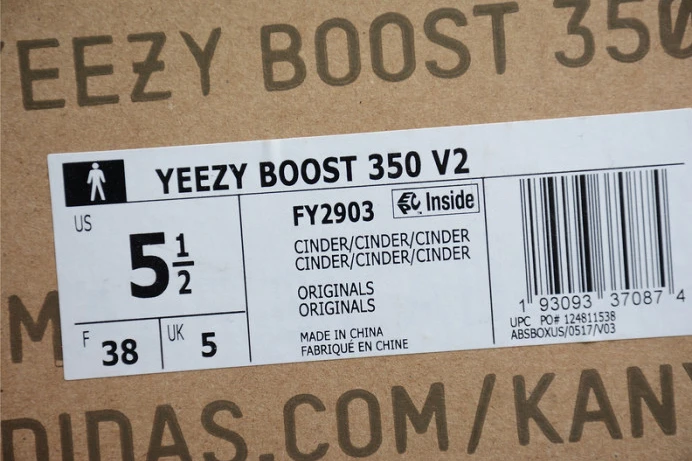 YEEZY BOOST 350
YEEZY BOOST 350 V2
US
5 1/2
F 38
UK 5
FY2903
Inside
CINDER/CINDER/CINDER
CINDER/CINDER/CINDER
ORIGINALS
ORIGINALS
MADE IN CHINA
FABRIQUÉ EN CHINE
1 93093 37087 4
UPC PO# 124811538
ABSBOXUS/0517/V03
M
DIDAS.COM/KANY